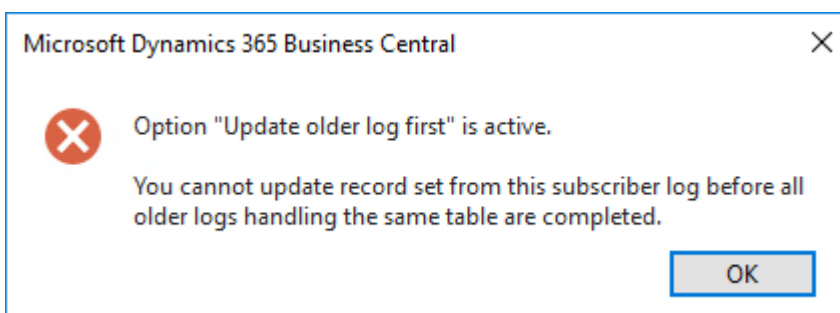 Microsoft Dynamics 365 Business Central
Option "Update older log first" is active.
You cannot update record set from this subscriber log before all
older logs handling the same table are completed.
OK